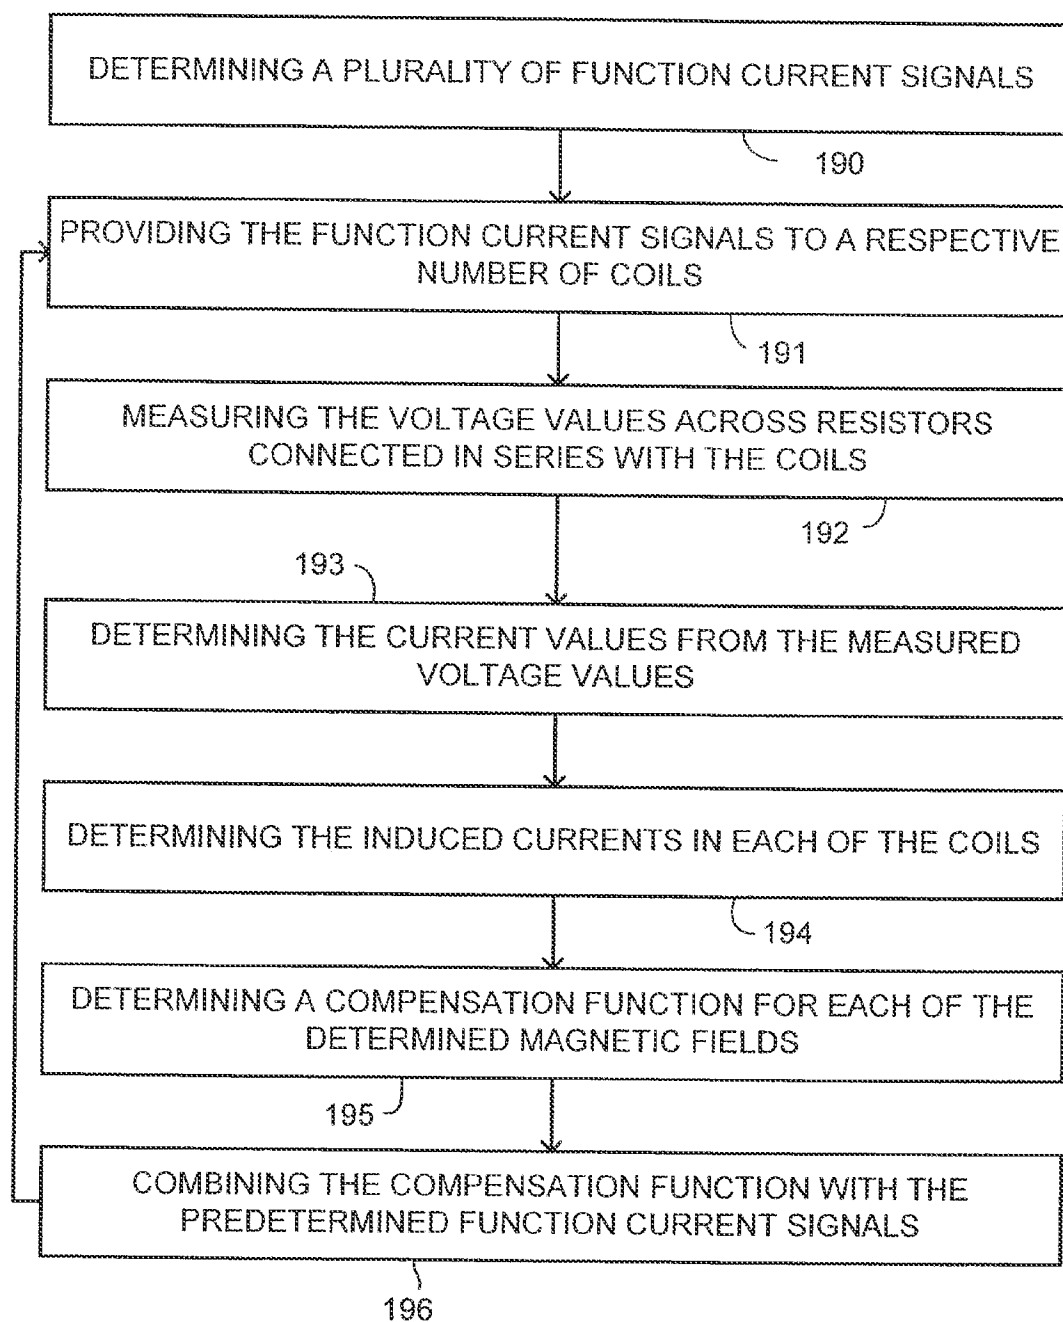 DETERMINING A PLURALITY OF FUNCTION CURRENT SIGNALS
190
PROVIDING THE FUNCTION CURRENT SIGNALS TO A RESPECTIVE
NUMBER OF COILS
191
MEASURING THE VOLTAGE VALUES ACROSS RESISTORS
CONNECTED IN SERIES WITH THE COILS
192
193
DETERMINING THE CURRENT VALUES FROM THE MEASURED
VOLTAGE VALUES
DETERMINING THE INDUCED CURRENTS IN EACH OF THE COILS
194
DETERMINING A COMPENSATION FUNCTION FOR EACH OF THE
DETERMINED MAGNETIC FIELDS
195
COMBINING THE COMPENSATION FUNCTION WITH THE
PREDETERMINED FUNCTION CURRENT SIGNALS
196